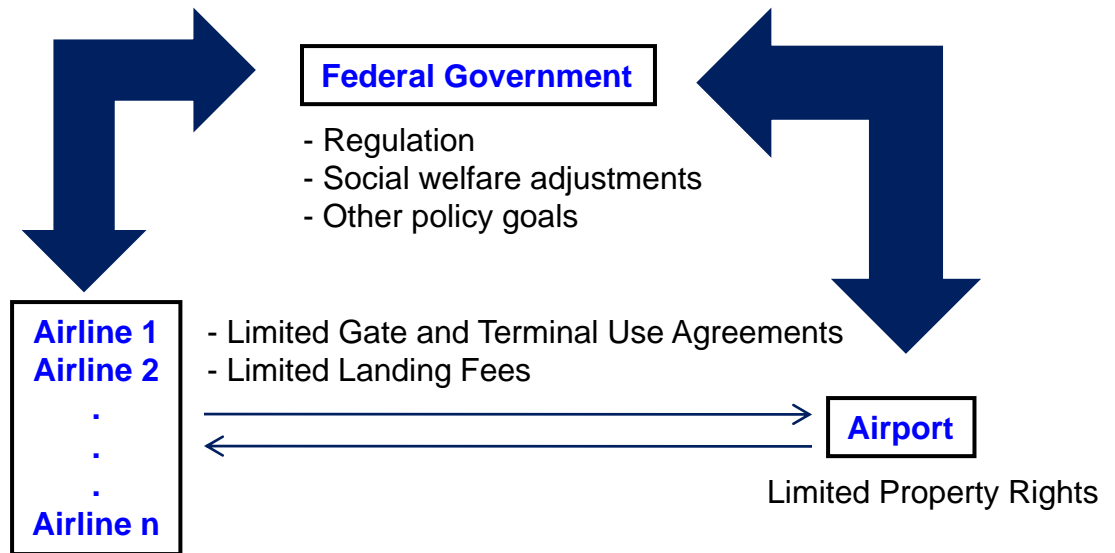 Federal Government
- Regulation
- Social welfare adjustments
- Other policy goals
Airline 1
Airline 2
.
.
.
Airline n
- Limited Gate and Terminal Use Agreements
- Limited Landing Fees
Airport
Limited Property Rights